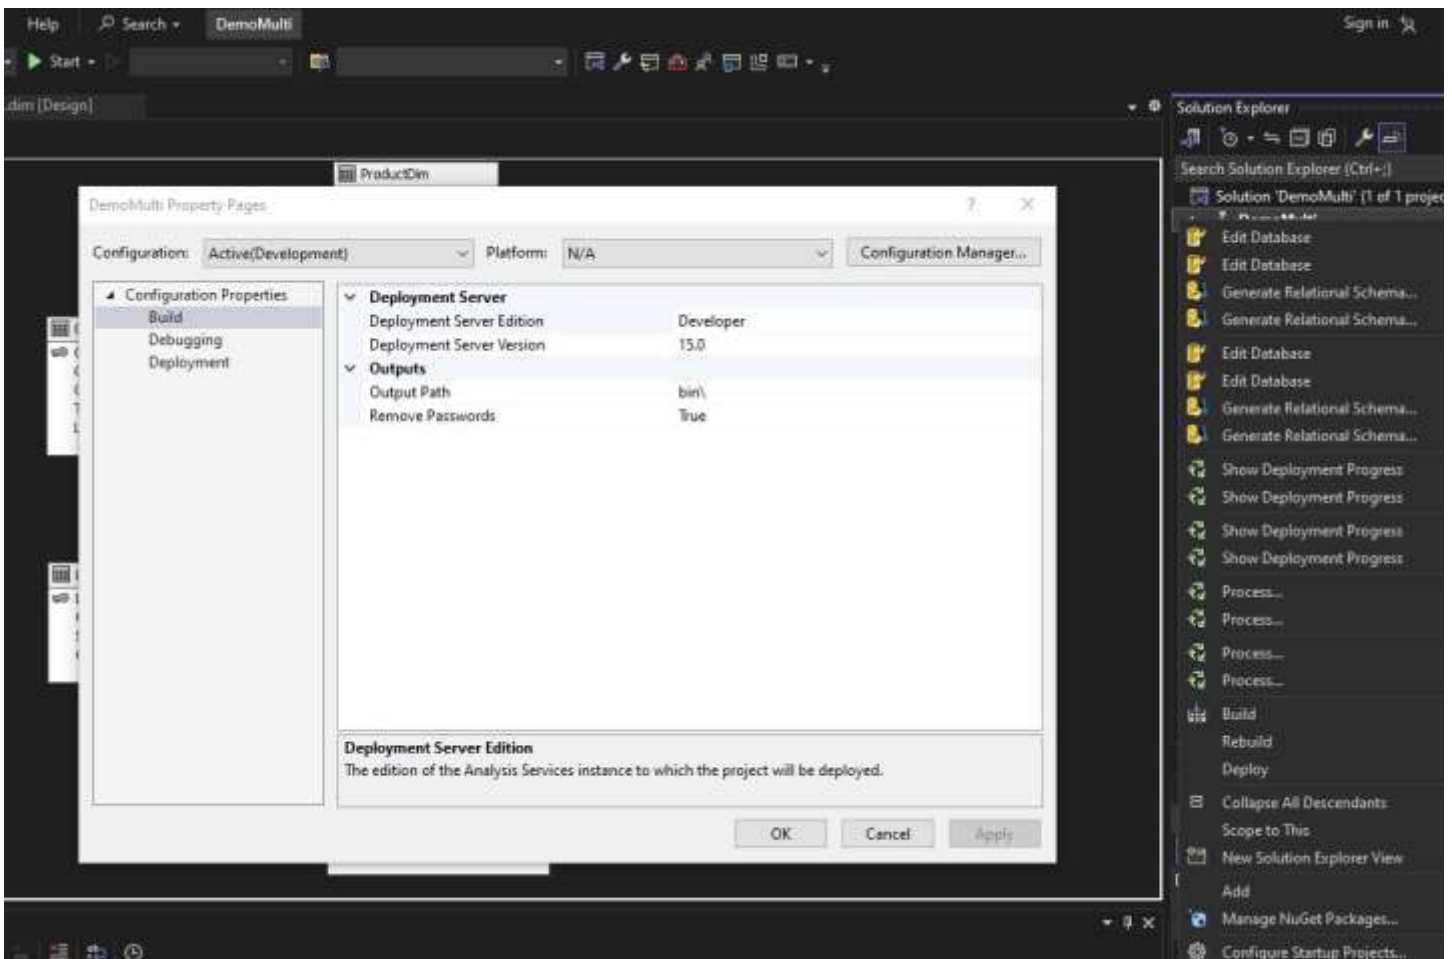 Help Search DemoMulti Sign in
Start
.dim [Design]
Solution Explorer
Search Solution Explorer (Ctrl+;)
Solution 'DemoMulti' (1 of 1 projec
DemoMulti
ProductDim
DemoMulti Property Pages ? ×
Configuration: Active(Development) Platform: N/A Configuration Manager...
Configuration Properties
Build
Debugging
Deployment
Deployment Server
Deployment Server Edition Developer
Deployment Server Version 15.0
Outputs
Output Path bin\
Remove Passwords True
Deployment Server Edition
The edition of the Analysis Services instance to which the project will be deployed.
OK Cancel Apply
Edit Database
Edit Database
Generate Relational Schema...
Generate Relational Schema...
Edit Database
Edit Database
Generate Relational Schema...
Generate Relational Schema...
Show Deployment Progress
Show Deployment Progress
Show Deployment Progress
Show Deployment Progress
Process...
Process...
Process...
Process...
Build
Rebuild
Deploy
Collapse All Descendants
Scope to This
New Solution Explorer View
Add
Manage NuGet Packages...
Configure Startup Projects...